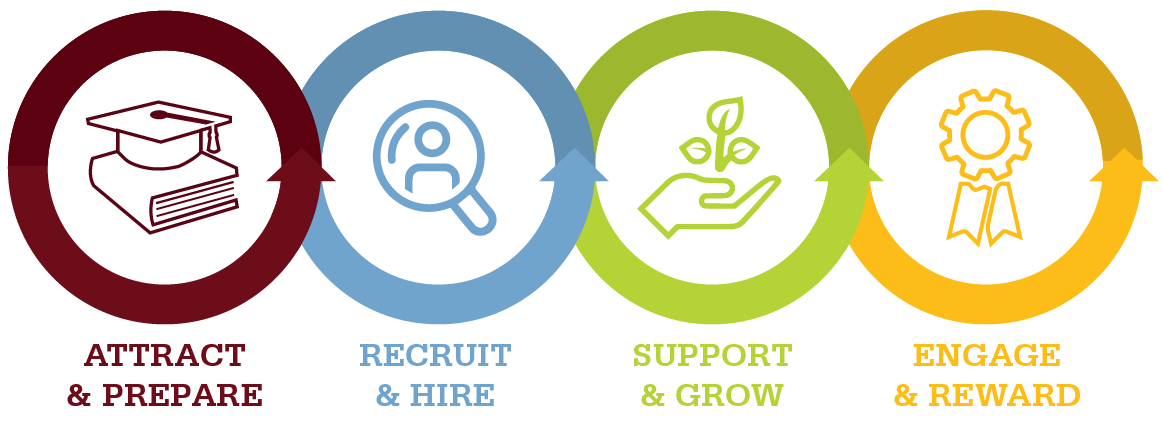 ATTRACT
& PREPARE
RECRUIT
& HIRE
SUPPORT
& GROW
ENGAGE
& REWARD